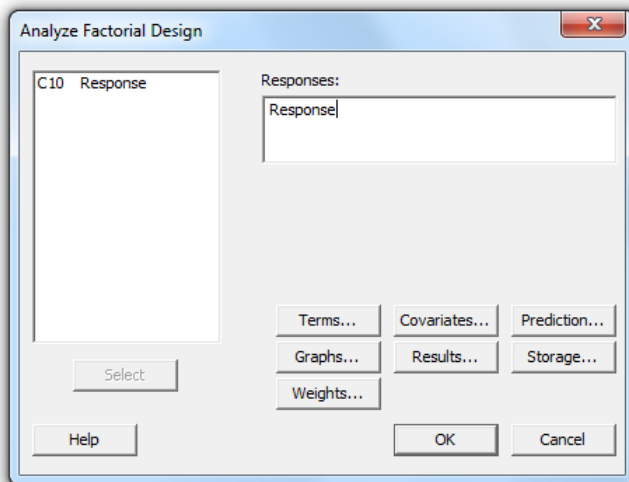 Analyze Factorial Design
C10 Response
Responses:
Response
Terms... Covariates... Prediction...
Graphs... Results... Storage...
Select
Weights...
Help OK Cancel